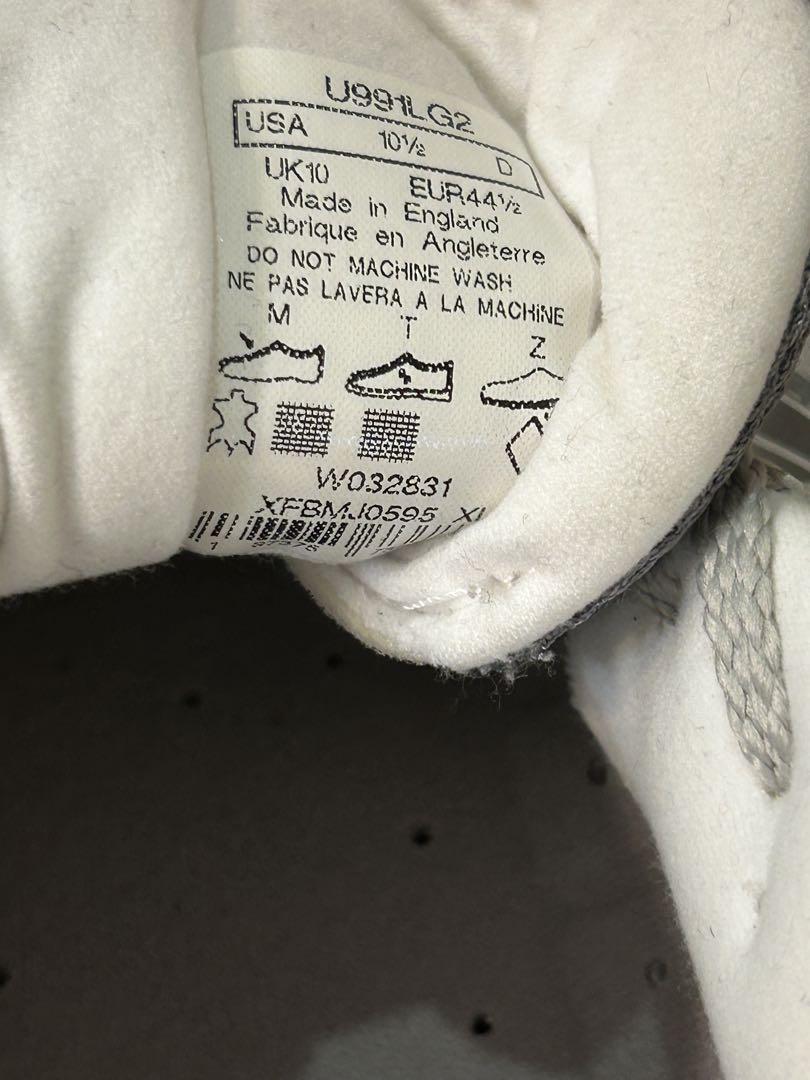 U991LG2
USA 10½ D
UK10 EUR44½
Made in England
Fabrique en Angleterre
DO NOT MACHINE WASH
NE PAS LAVERA A LA MACHINE
M T Z
W032831
XFBMJ0595